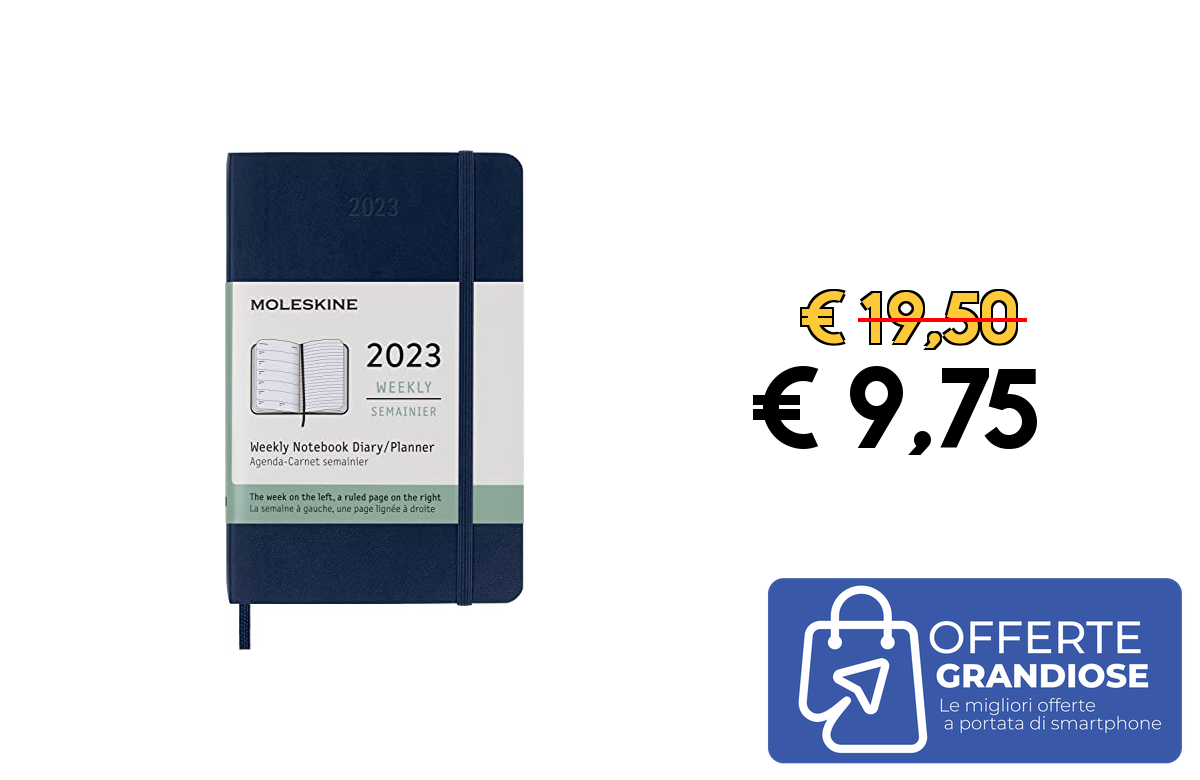 2023
MOLESKINE
2023
WEEKLY
SEMAINIER
Weekly Notebook Diary/Planner
Agenda-Carnet semainier
The week on the left, a ruled page on the right
La semaine à gauche, une page lignée à droite
€ 19,50
€ 9,75
OFFERTE
GRANDIOSE
Le migliori offerte
a portata di smartphone